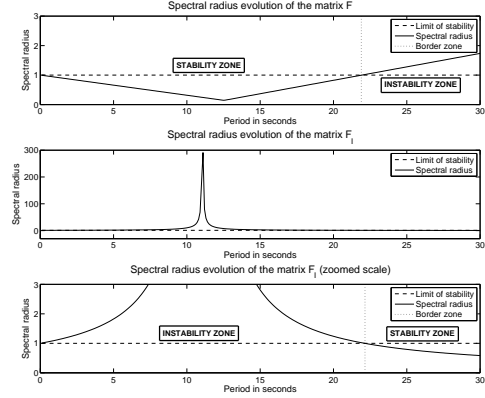 Spectral radius evolution of the matrix F
3
2
1
0
Spectral radius
STABILITY ZONE
INSTABILITY ZONE
Limit of stability
Spectral radius
Border zone
0 5 10 15 20 25 30
Period in seconds
Spectral radius evolution of the matrix F_I
300
200
100
0
Spectral radius
Limit of stability
Spectral radius
0 5 10 15 20 25 30
Period in seconds
Spectral radius evolution of the matrix F_I (zoomed scale)
3
2
1
0
Spectral radius
INSTABILITY ZONE
STABILITY ZONE
Limit of stability
Spectral radius
Border zone
0 5 10 15 20 25 30
Period in seconds